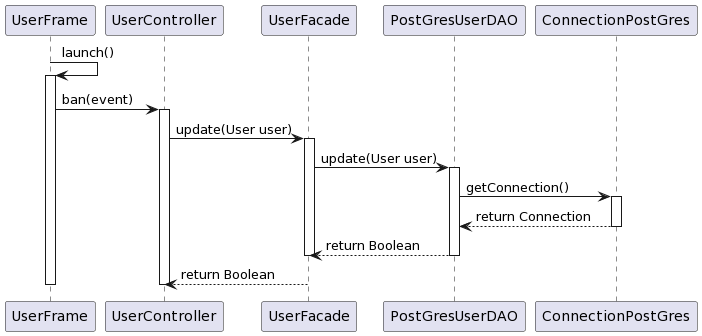 UserFrame
UserController
UserFacade
PostGresUserDAO
ConnectionPostGres
launch()
ban(event)
update(User user)
update(User user)
getConnection()
return Connection
return Boolean
return Boolean
UserFrame
UserController
UserFacade
PostGresUserDAO
ConnectionPostGres